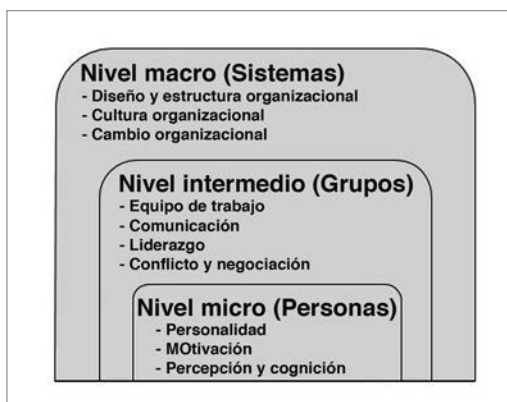 Nivel macro (Sistemas)
- Diseño y estructura organizacional
- Cultura organizacional
- Cambio organizacional
Nivel intermedio (Grupos)
- Equipo de trabajo
- Comunicación
- Liderazgo
- Conflicto y negociación
Nivel micro (Personas)
- Personalidad
- MOtivación
- Percepción y cognición